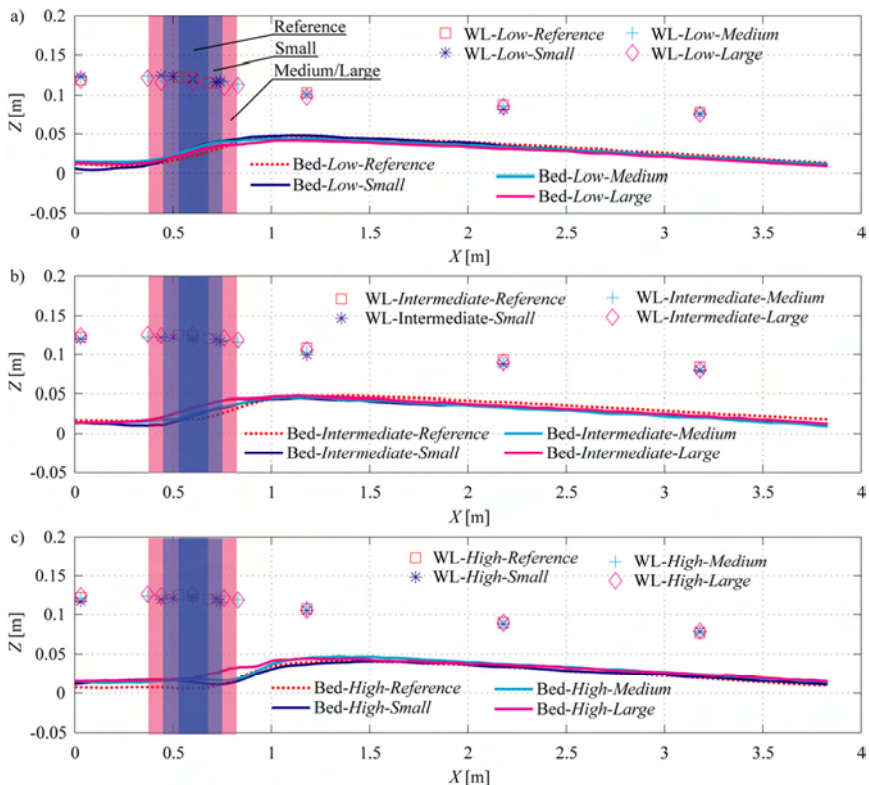 a)
Z [m]
0.2
0.15
0.1
0.05
0
-0.05
Reference
Small
Medium/Large
WL-Low-Reference
WL-Low-Small
WL-Low-Medium
WL-Low-Large
Bed-Low-Reference
Bed-Low-Small
Bed-Low-Medium
Bed-Low-Large
0 0.5 1 1.5 2 2.5 3 3.5 4
X [m]
b)
Z [m]
0.2
0.15
0.1
0.05
0
-0.05
WL-Intermediate-Reference
WL-Intermediate-Small
WL-Intermediate-Medium
WL-Intermediate-Large
Bed-Intermediate-Reference
Bed-Intermediate-Small
Bed-Intermediate-Medium
Bed-Intermediate-Large
0 0.5 1 1.5 2 2.5 3 3.5 4
X [m]
c)
Z [m]
0.2
0.15
0.1
0.05
0
-0.05
WL-High-Reference
WL-High-Small
WL-High-Medium
WL-High-Large
Bed-High-Reference
Bed-High-Small
Bed-High-Medium
Bed-High-Large
0 0.5 1 1.5 2 2.5 3 3.5 4
X [m]